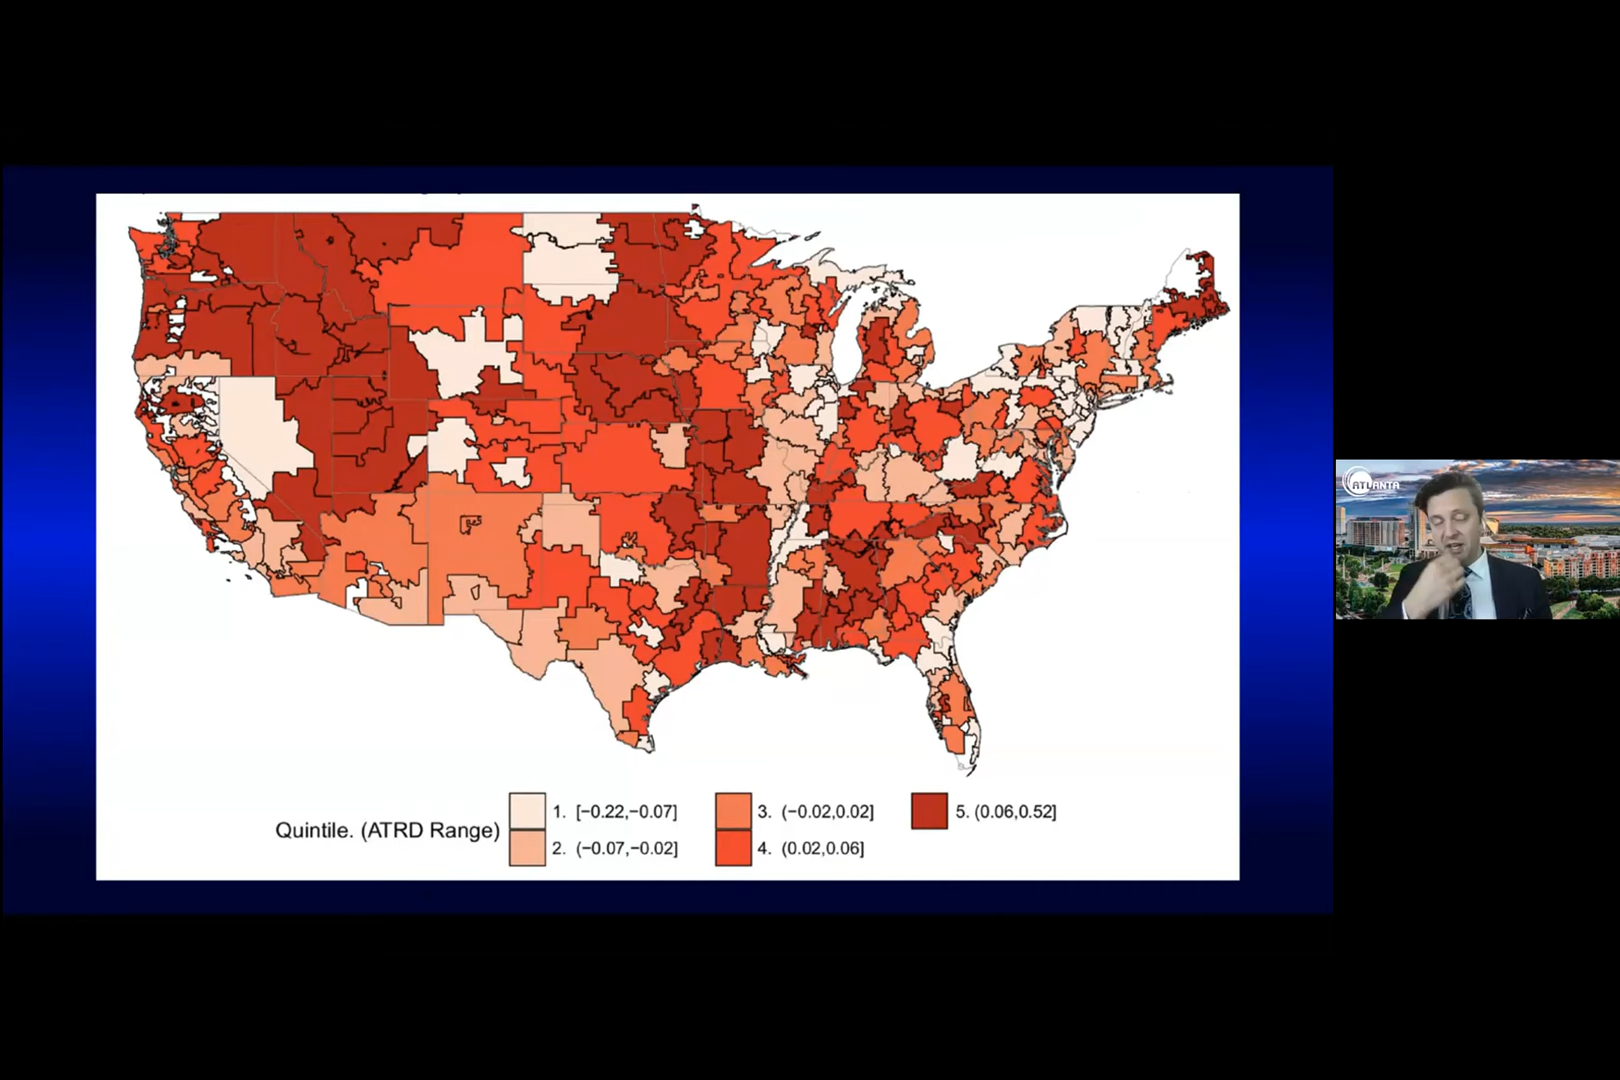 ATLANTA
Quintile. (ATRD Range)
1. [−0.22,−0.07]
2. (−0.07,−0.02]
3. (−0.02,0.02]
4. (0.02,0.06]
5. (0.06,0.52]